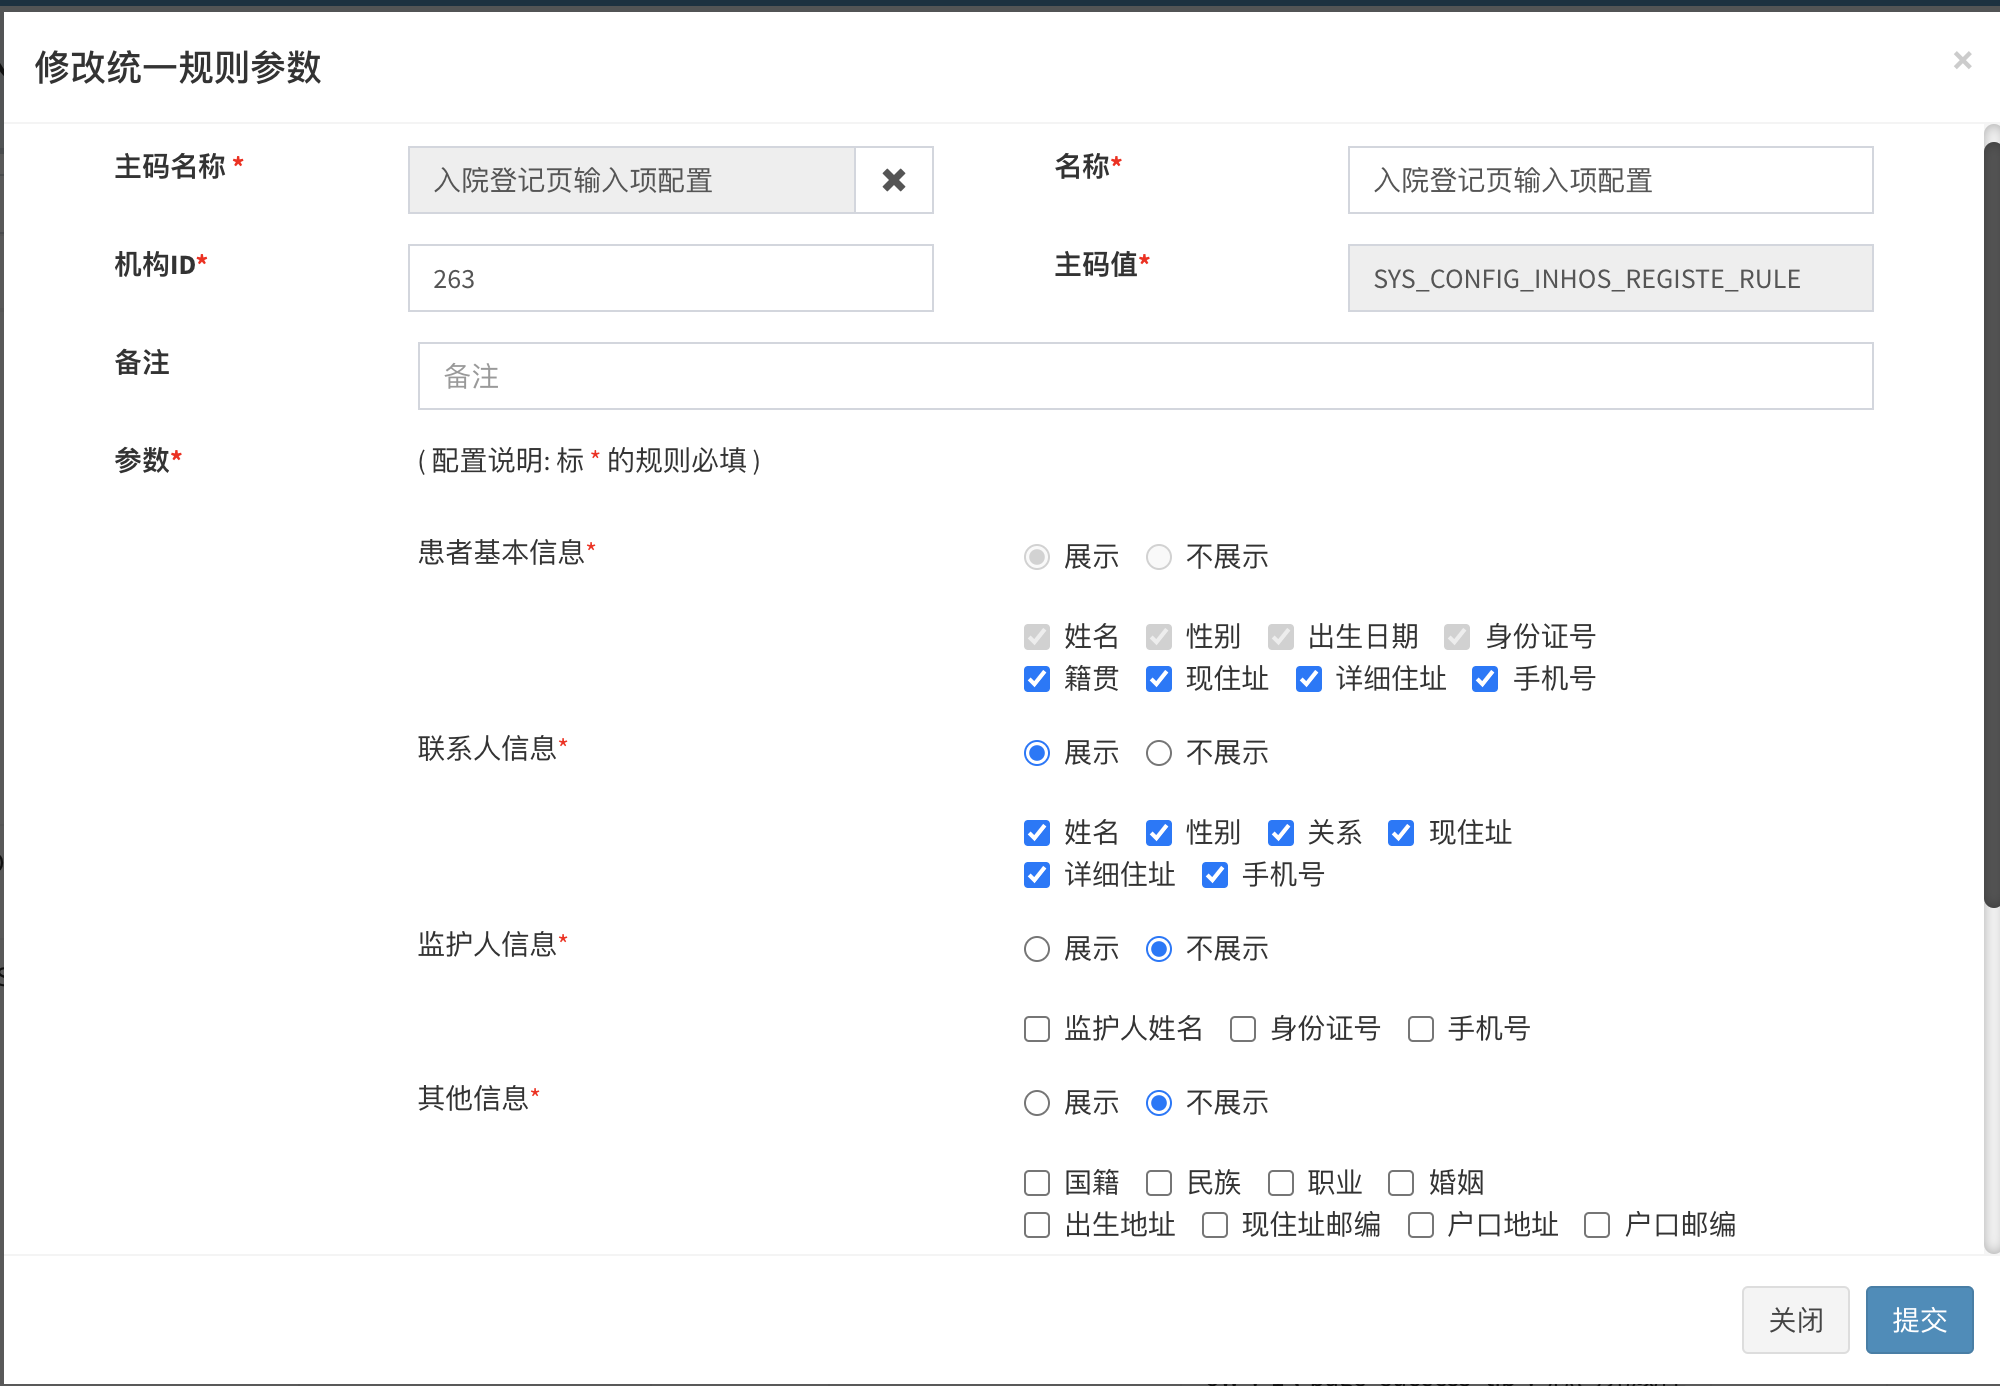 修改统一规则参数
×
主码名称 * 入院登记页输入项配置 名称* 入院登记页输入项配置
机构ID* 263 主码值* SYS_CONFIG_INHOS_REGISTE_RULE
备注 备注
参数* ( 配置说明: 标 * 的规则必填 )
患者基本信息* 展示 不展示
姓名 性别 出生日期 身份证号
籍贯 现住址 详细住址 手机号
联系人信息* 展示 不展示
姓名 性别 关系 现住址
详细住址 手机号
监护人信息* 展示 不展示
监护人姓名 身份证号 手机号
其他信息* 展示 不展示
国籍 民族 职业 婚姻
出生地址 现住址邮编 户口地址 户口邮编
关闭 提交